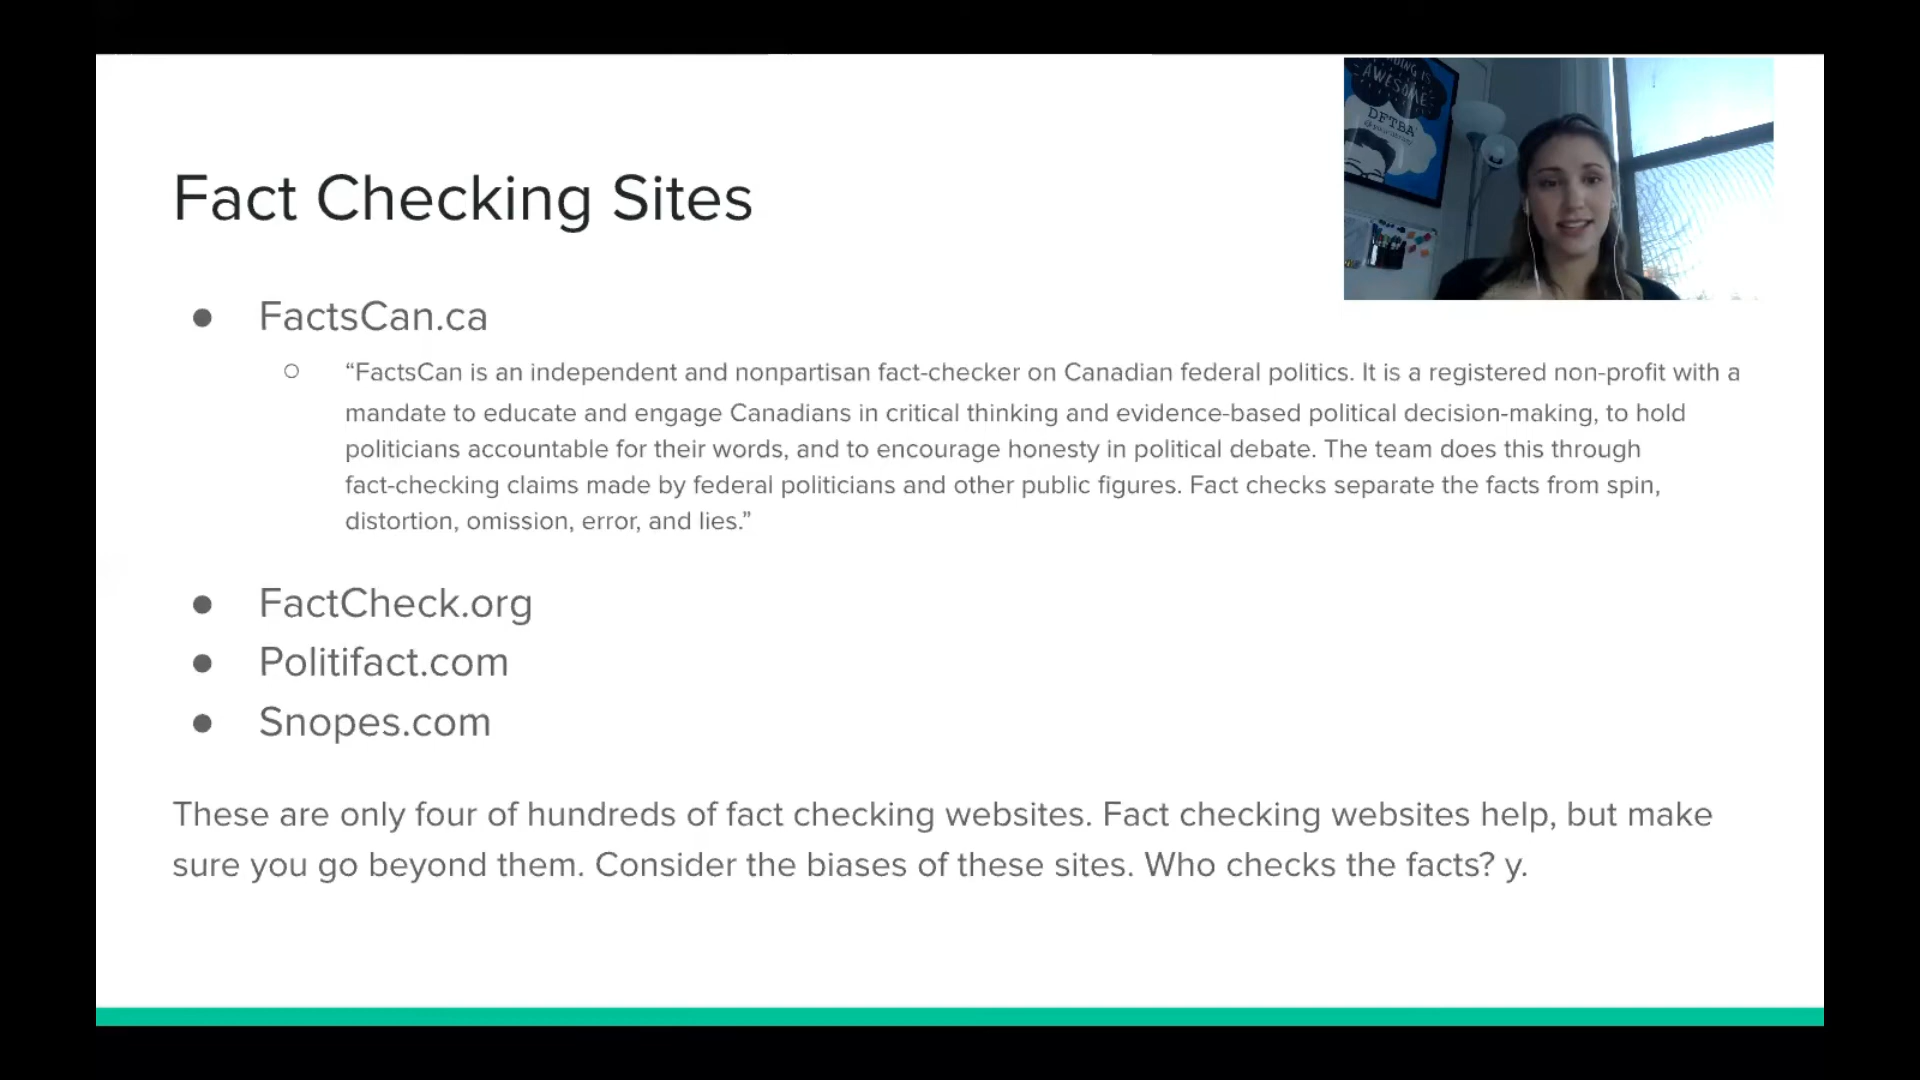 Fact Checking Sites
AWESOME
DFTBA
● FactsCan.ca
○ “FactsCan is an independent and nonpartisan fact-checker on Canadian federal politics. It is a registered non-profit with a
mandate to educate and engage Canadians in critical thinking and evidence-based political decision-making, to hold
politicians accountable for their words, and to encourage honesty in political debate. The team does this through
fact-checking claims made by federal politicians and other public figures. Fact checks separate the facts from spin,
distortion, omission, error, and lies.”
● FactCheck.org
● Politifact.com
● Snopes.com
These are only four of hundreds of fact checking websites. Fact checking websites help, but make
sure you go beyond them. Consider the biases of these sites. Who checks the facts? y.